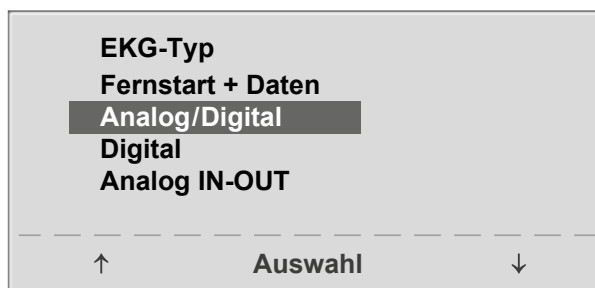 EKG-Typ
Fernstart + Daten
Analog/Digital
Digital
Analog IN-OUT
↑ Auswahl ↓